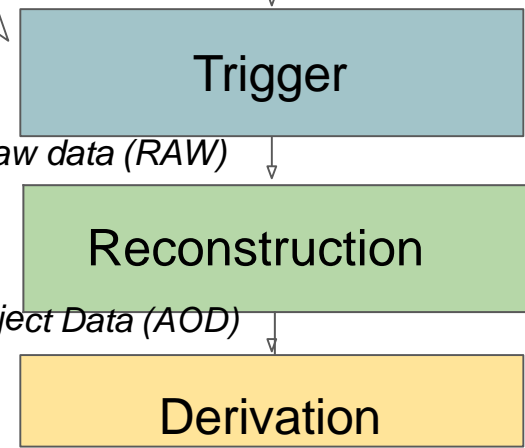 Trigger
aw data (RAW)
Reconstruction
ject Data (AOD)
Derivation